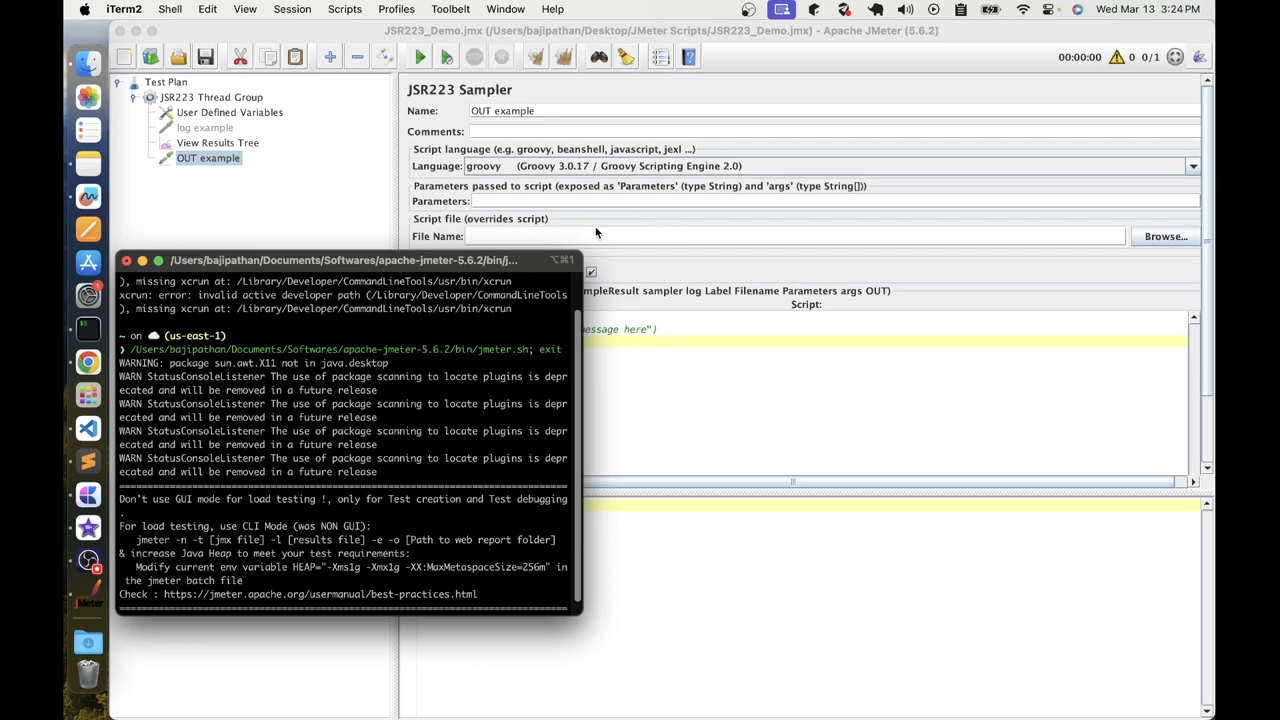 iTerm2 Shell Edit View Session Scripts Profiles Toolbelt Window Help Wed Mar 13 3:24 PM
JSR223_Demo.jmx (/Users/bajipathan/Desktop/JMeter Scripts/JSR223_Demo.jmx) - Apache JMeter (5.6.2)
00:00:00 0 0/1
Test Plan
JSR223 Thread Group
User Defined Variables
log example
View Results Tree
OUT example
JSR223 Sampler
Name: OUT example
Comments:
Script language (e.g. groovy, beanshell, javascript, jexl ...)
Language: groovy (Groovy 3.0.17 / Groovy Scripting Engine 2.0)
Parameters passed to script (exposed as 'Parameters' (type String) and 'args' (type String[]))
Parameters:
Script file (overrides script)
File Name: Browse...
mpleResult sampler log Label Filename Parameters args OUT)
Script:
essage here")
/Users/bajipathan/Documents/Softwares/apache-jmeter-5.6.2/bin/j... ⌥⌘1
), missing xcrun at: /Library/Developer/CommandLineTools/usr/bin/xcrun
xcrun: error: invalid active developer path (/Library/Developer/CommandLineTools
), missing xcrun at: /Library/Developer/CommandLineTools/usr/bin/xcrun
~ on ☁️ (us-east-1)
❯ /Users/bajipathan/Documents/Softwares/apache-jmeter-5.6.2/bin/jmeter.sh; exit
WARNING: package sun.awt.X11 not in java.desktop
WARN StatusConsoleListener The use of package scanning to locate plugins is depr
ecated and will be removed in a future release
WARN StatusConsoleListener The use of package scanning to locate plugins is depr
ecated and will be removed in a future release
WARN StatusConsoleListener The use of package scanning to locate plugins is depr
ecated and will be removed in a future release
WARN StatusConsoleListener The use of package scanning to locate plugins is depr
ecated and will be removed in a future release
================================================================================
Don't use GUI mode for load testing !, only for Test creation and Test debugging
.
For load testing, use CLI Mode (was NON GUI):
jmeter -n -t [jmx file] -l [results file] -e -o [Path to web report folder]
& increase Java Heap to meet your test requirements:
Modify current env variable HEAP="-Xms1g -Xmx1g -XX:MaxMetaspaceSize=256m" in
the jmeter batch file
Check : https://jmeter.apache.org/usermanual/best-practices.html
================================================================================
1
JMeter